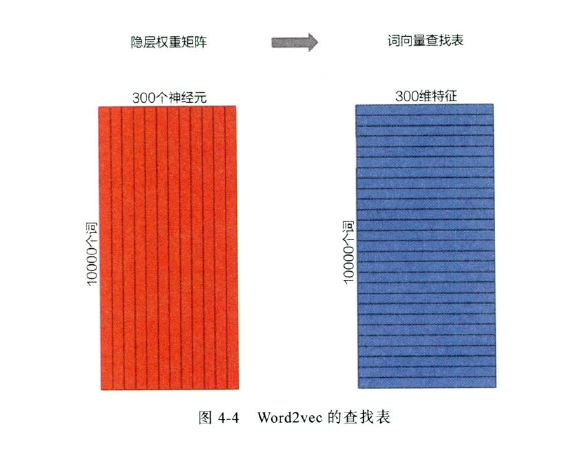 隐层权重矩阵
词向量查找表
300个神经元
300维特征
10000个词
10000个词
图 4-4 Word2vec 的查找表